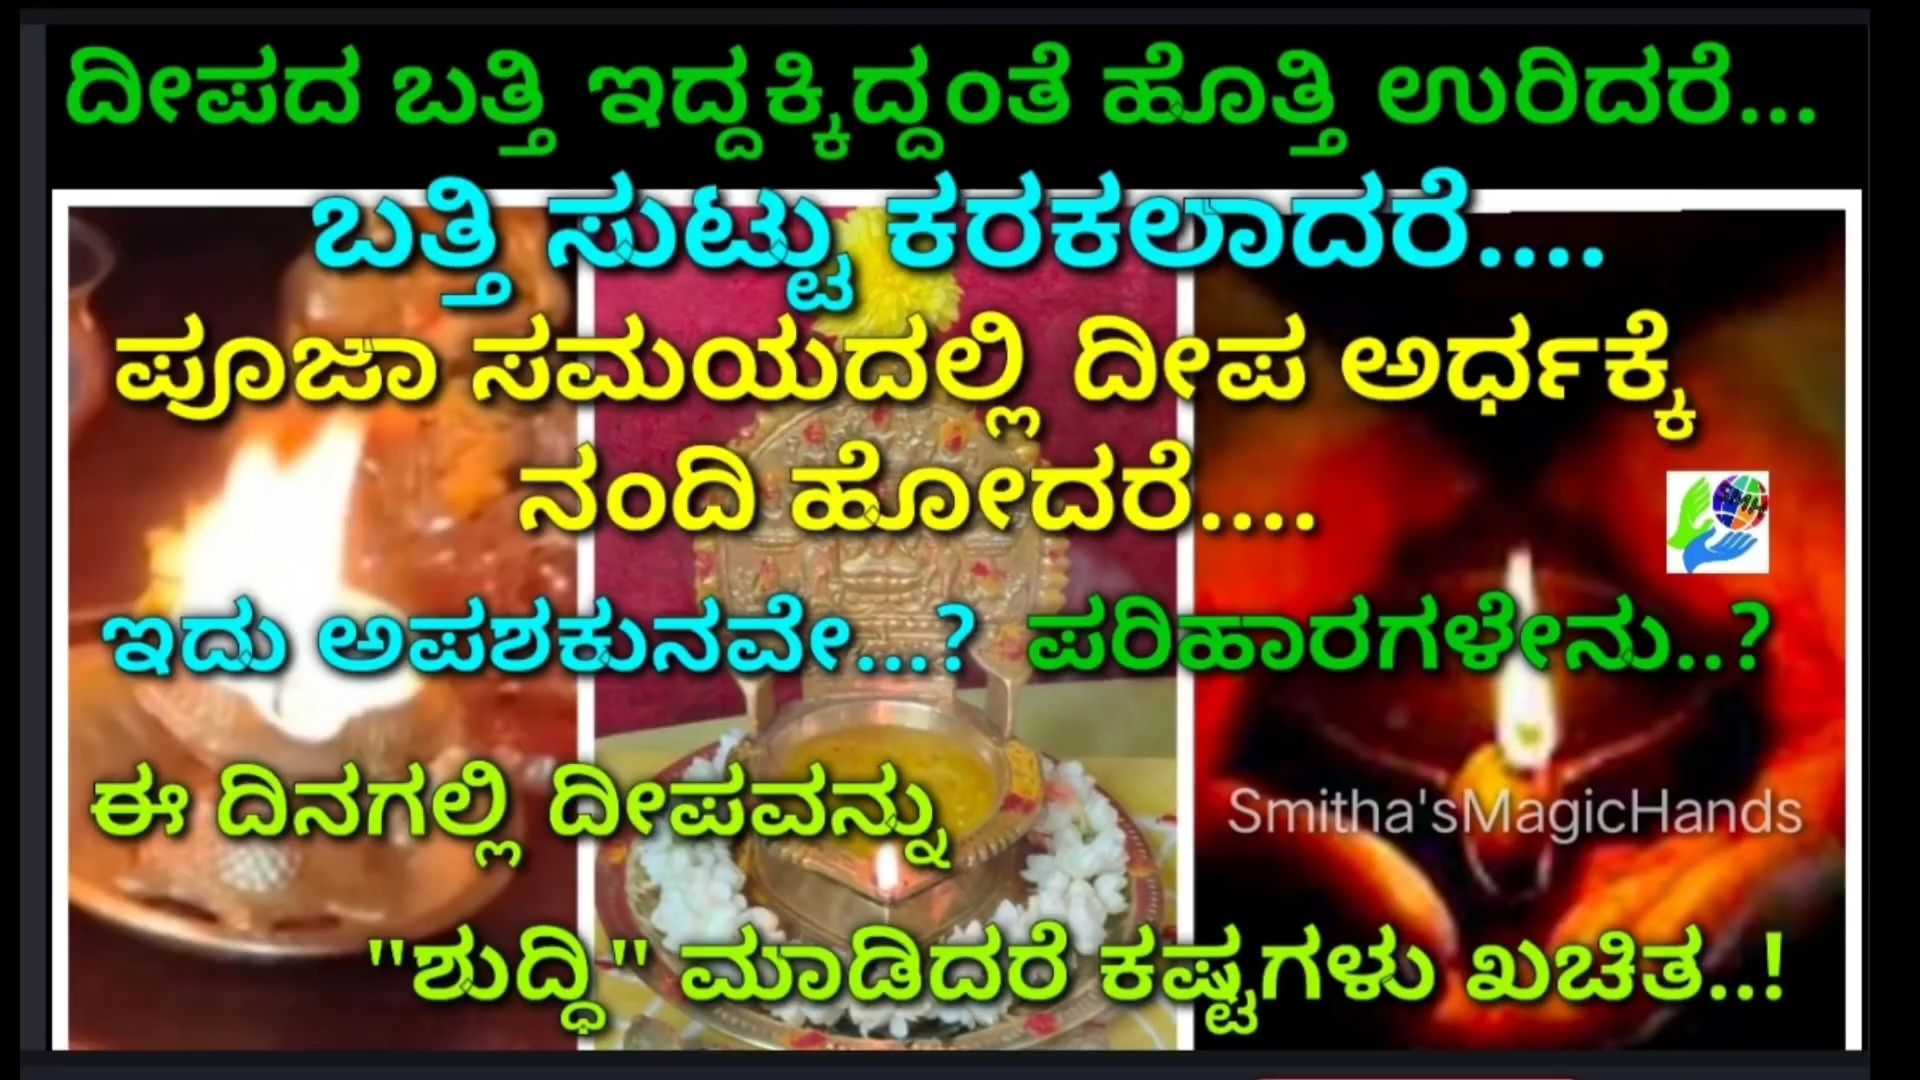 ದೀಪದ ಬತ್ತಿ ಇದ್ದಕ್ಕಿದ್ದಂತೆ ಹೊತ್ತಿ ಉರಿದರೆ...
ಬತ್ತಿ ಸುಟ್ಟು ಕರಕಲಾದರೆ....
ಪೂಜಾ ಸಮಯದಲ್ಲಿ ದೀಪ ಅರ್ಧಕ್ಕೆ
ನಂದಿ ಹೋದರೆ....
SMH
ಇದು ಅಪಶಕುನವೇ...? ಪರಿಹಾರಗಳೇನು..?
ಈ ದಿನಗಲ್ಲಿ ದೀಪವನ್ನು
Smitha'sMagicHands
"ಶುದ್ಧಿ" ಮಾಡಿದರೆ ಕಷ್ಟಗಳು ಖಚಿತ..!